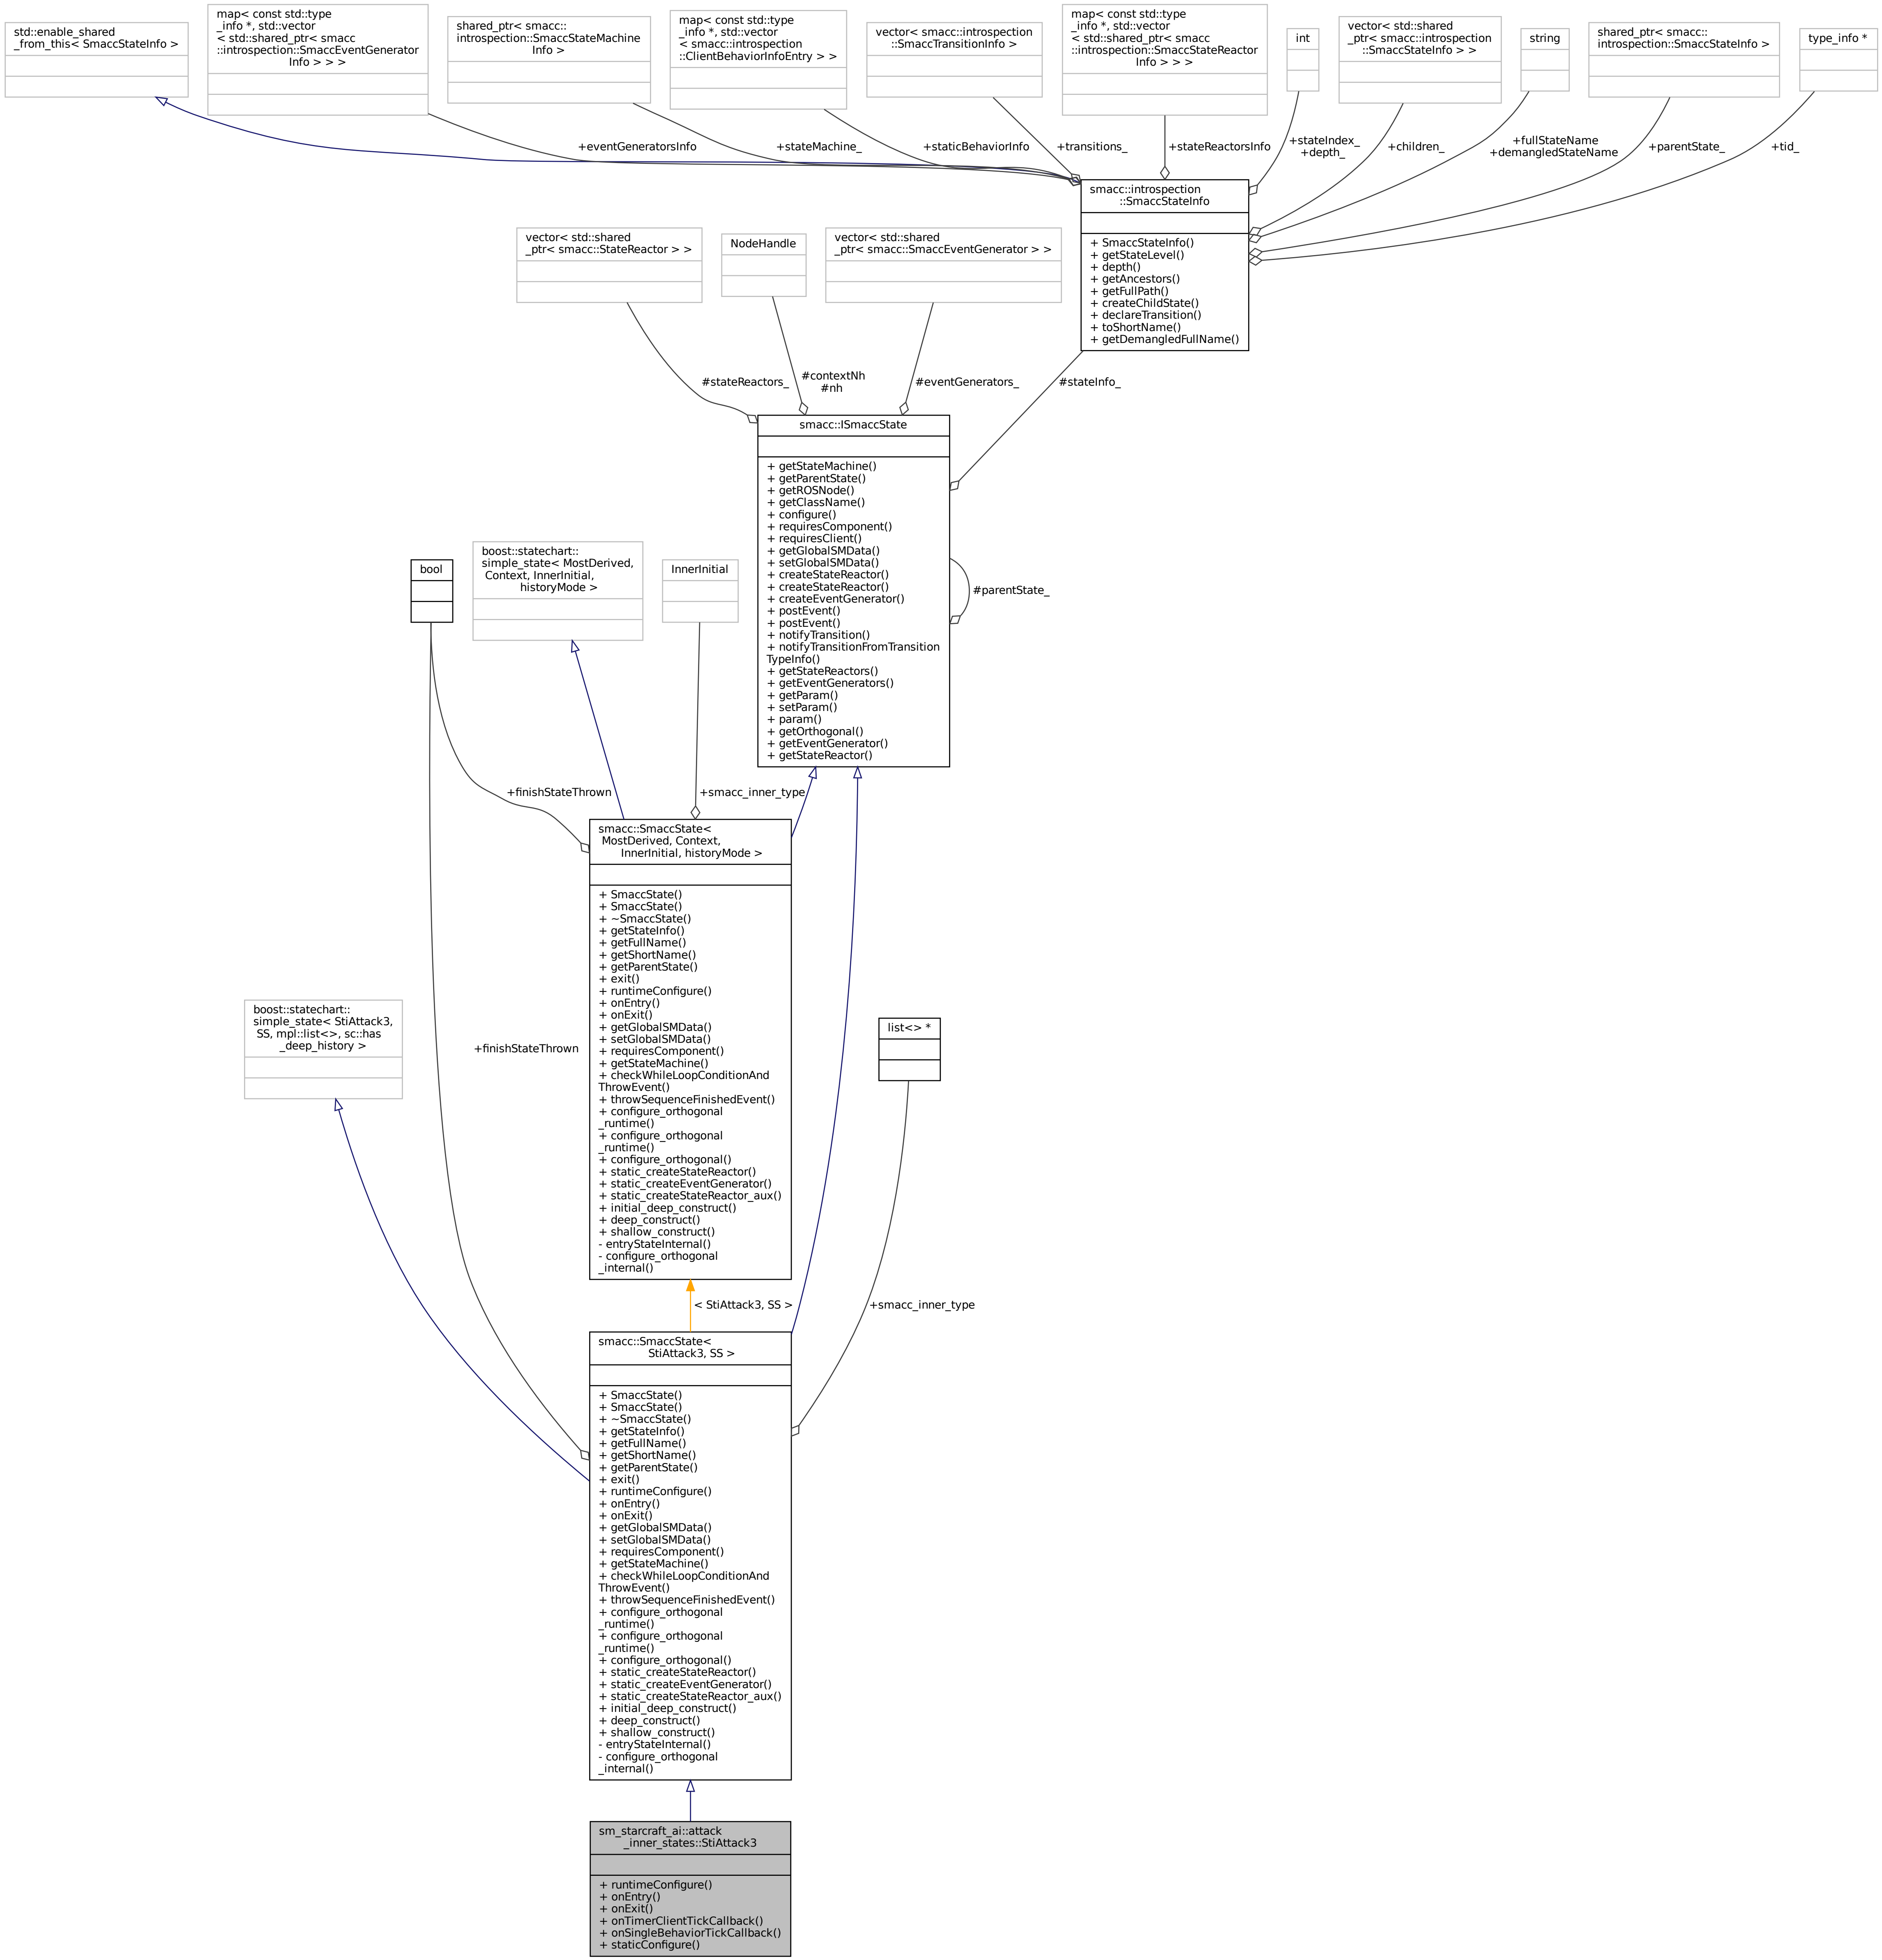 std::enable_shared
_from_this< SmaccStateInfo >
map< const std::type
_info *, std::vector
< std::shared_ptr< smacc
::introspection::SmaccEventGenerator
Info > > >
shared_ptr< smacc::
introspection::SmaccStateMachine
Info >
map< const std::type
_info *, std::vector
< smacc::introspection
::ClientBehaviorInfoEntry > >
vector< smacc::introspection
::SmaccTransitionInfo >
map< const std::type
_info *, std::vector
< std::shared_ptr< smacc
::introspection::SmaccStateReactor
Info > > >
int
vector< std::shared
_ptr< smacc::introspection
::SmaccStateInfo > >
string
shared_ptr< smacc::
introspection::SmaccStateInfo >
type_info *
+eventGeneratorsInfo
+stateMachine_
+staticBehaviorInfo
+transitions_
+stateReactorsInfo
+stateIndex_
+depth_
+children_
+fullStateName
+demangledStateName
+parentState_
+tid_
smacc::introspection
::SmaccStateInfo
+ SmaccStateInfo()
+ getStateLevel()
+ depth()
+ getAncestors()
+ getFullPath()
+ createChildState()
+ declareTransition()
+ toShortName()
+ getDemangledFullName()
vector< std::shared
_ptr< smacc::StateReactor > >
NodeHandle
vector< std::shared
_ptr< smacc::SmaccEventGenerator > >
#stateReactors_
#contextNh
#nh
#eventGenerators_
#stateInfo_
smacc::ISmaccState
+ getStateMachine()
+ getParentState()
+ getROSNode()
+ getClassName()
+ configure()
+ requiresComponent()
+ requiresClient()
+ getGlobalSMData()
+ setGlobalSMData()
+ createStateReactor()
+ createStateReactor()
+ createEventGenerator()
+ postEvent()
+ postEvent()
+ notifyTransition()
+ notifyTransitionFromTransition
TypeInfo()
+ getStateReactors()
+ getEventGenerators()
+ getParam()
+ setParam()
+ param()
+ getOrthogonal()
+ getEventGenerator()
+ getStateReactor()
#parentState_
bool
boost::statechart::
simple_state< MostDerived,
Context, InnerInitial,
historyMode >
InnerInitial
+finishStateThrown
+smacc_inner_type
smacc::SmaccState<
MostDerived, Context,
InnerInitial, historyMode >
+ SmaccState()
+ SmaccState()
+ ~SmaccState()
+ getStateInfo()
+ getFullName()
+ getShortName()
+ getParentState()
+ exit()
+ runtimeConfigure()
+ onEntry()
+ onExit()
+ getGlobalSMData()
+ setGlobalSMData()
+ requiresComponent()
+ getStateMachine()
+ checkWhileLoopConditionAnd
ThrowEvent()
+ throwSequenceFinishedEvent()
+ configure_orthogonal
_runtime()
+ configure_orthogonal
_runtime()
+ configure_orthogonal()
+ static_createStateReactor()
+ static_createEventGenerator()
+ static_createStateReactor_aux()
+ initial_deep_construct()
+ deep_construct()
+ shallow_construct()
- entryStateInternal()
- configure_orthogonal
_internal()
boost::statechart::
simple_state< StiAttack3,
SS, mpl::list<>, sc::has
_deep_history >
+finishStateThrown
list<> *
< StiAttack3, SS >
+smacc_inner_type
smacc::SmaccState<
StiAttack3, SS >
+ SmaccState()
+ SmaccState()
+ ~SmaccState()
+ getStateInfo()
+ getFullName()
+ getShortName()
+ getParentState()
+ exit()
+ runtimeConfigure()
+ onEntry()
+ onExit()
+ getGlobalSMData()
+ setGlobalSMData()
+ requiresComponent()
+ getStateMachine()
+ checkWhileLoopConditionAnd
ThrowEvent()
+ throwSequenceFinishedEvent()
+ configure_orthogonal
_runtime()
+ configure_orthogonal
_runtime()
+ configure_orthogonal()
+ static_createStateReactor()
+ static_createEventGenerator()
+ static_createStateReactor_aux()
+ initial_deep_construct()
+ deep_construct()
+ shallow_construct()
- entryStateInternal()
- configure_orthogonal
_internal()
sm_starcraft_ai::attack
_inner_states::StiAttack3
+ runtimeConfigure()
+ onEntry()
+ onExit()
+ onTimerClientTickCallback()
+ onSingleBehaviorTickCallback()
+ staticConfigure()